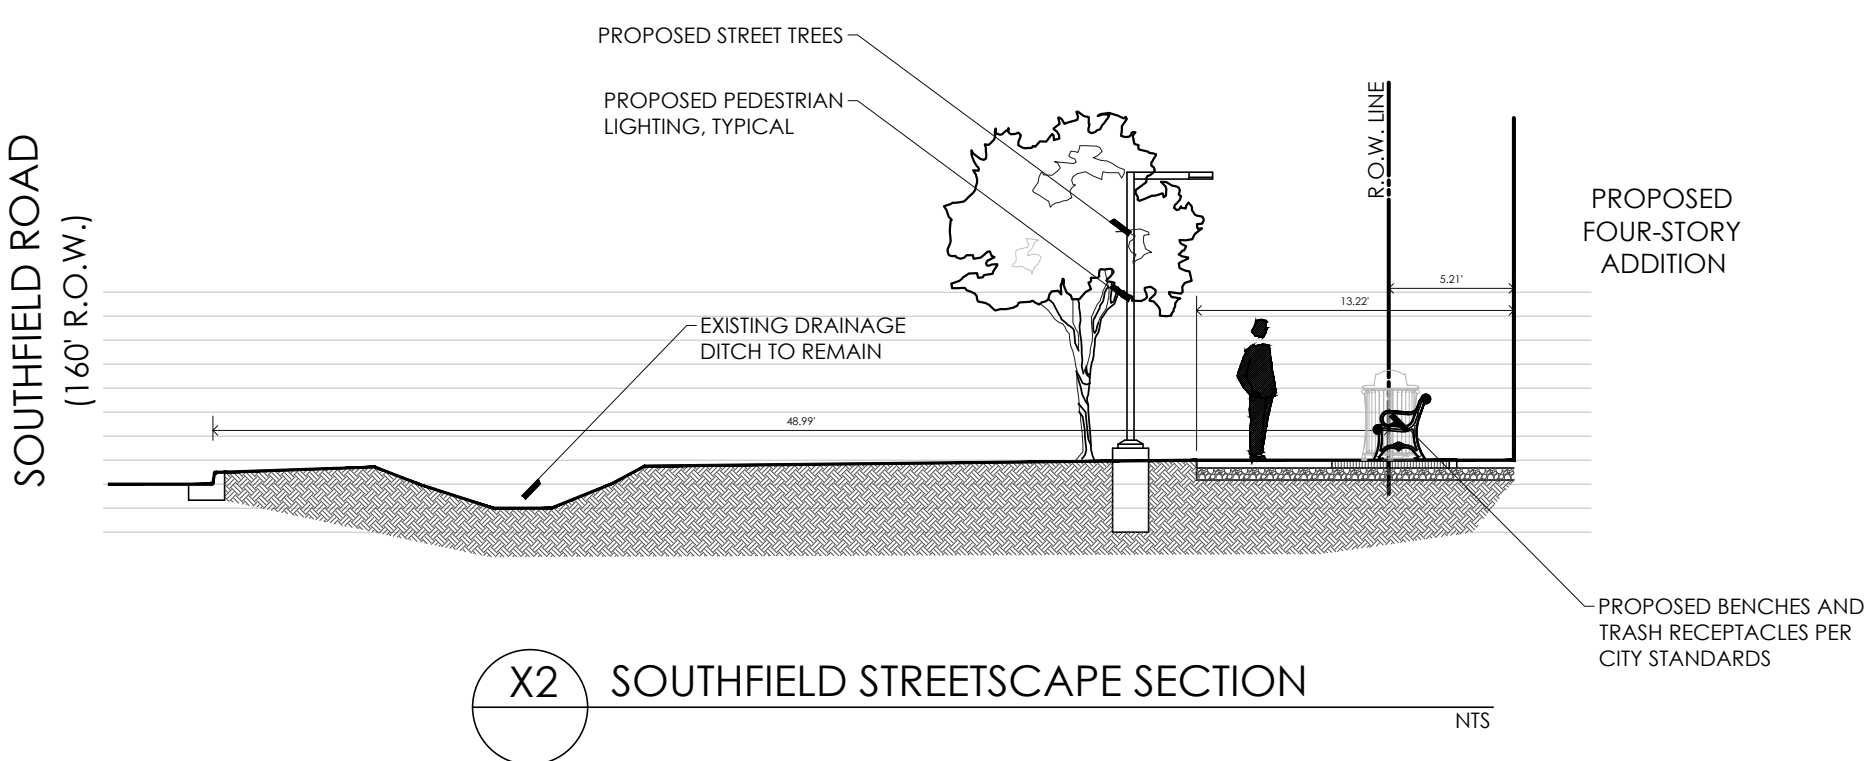 PROPOSED STREET TREES
PROPOSED PEDESTRIAN
LIGHTING, TYPICAL
SOUTHFIELD ROAD
(160' R.O.W.)
R.O.W. LINE
PROPOSED
FOUR-STORY
ADDITION
5.21'
13.22'
EXISTING DRAINAGE
DITCH TO REMAIN
48.99'
PROPOSED BENCHES AND
TRASH RECEPTACLES PER
CITY STANDARDS
X2
SOUTHFIELD STREETSCAPE SECTION
NTS